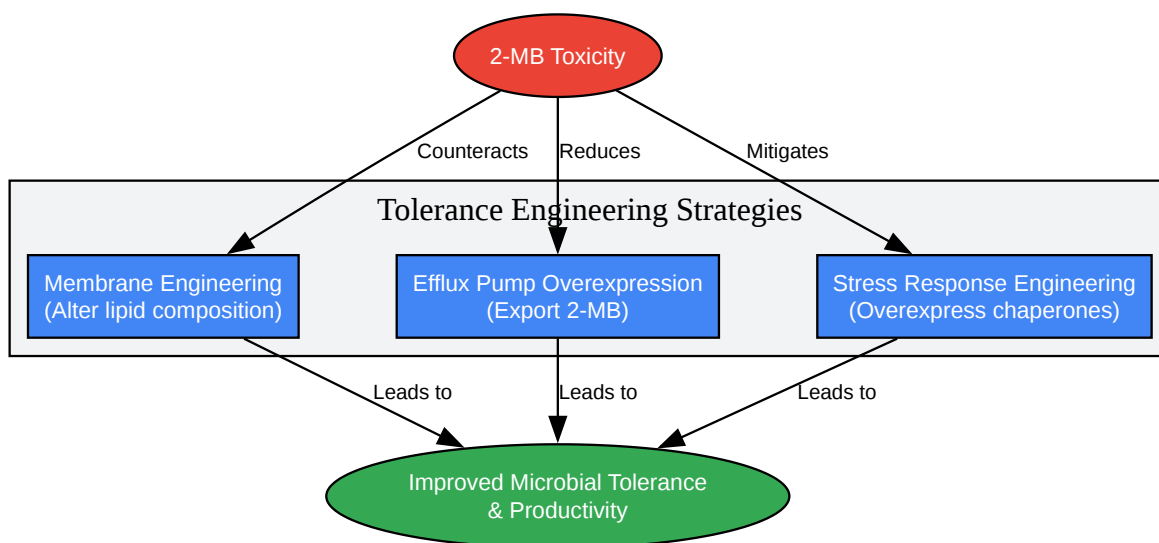 2-MB Toxicity
Counteracts
Reduces
Mitigates
Tolerance Engineering Strategies
Membrane Engineering
(Alter lipid composition)
Efflux Pump Overexpression
(Export 2-MB)
Stress Response Engineering
(Overexpress chaperones)
Leads to
Leads to
Leads to
Improved Microbial Tolerance
& Productivity